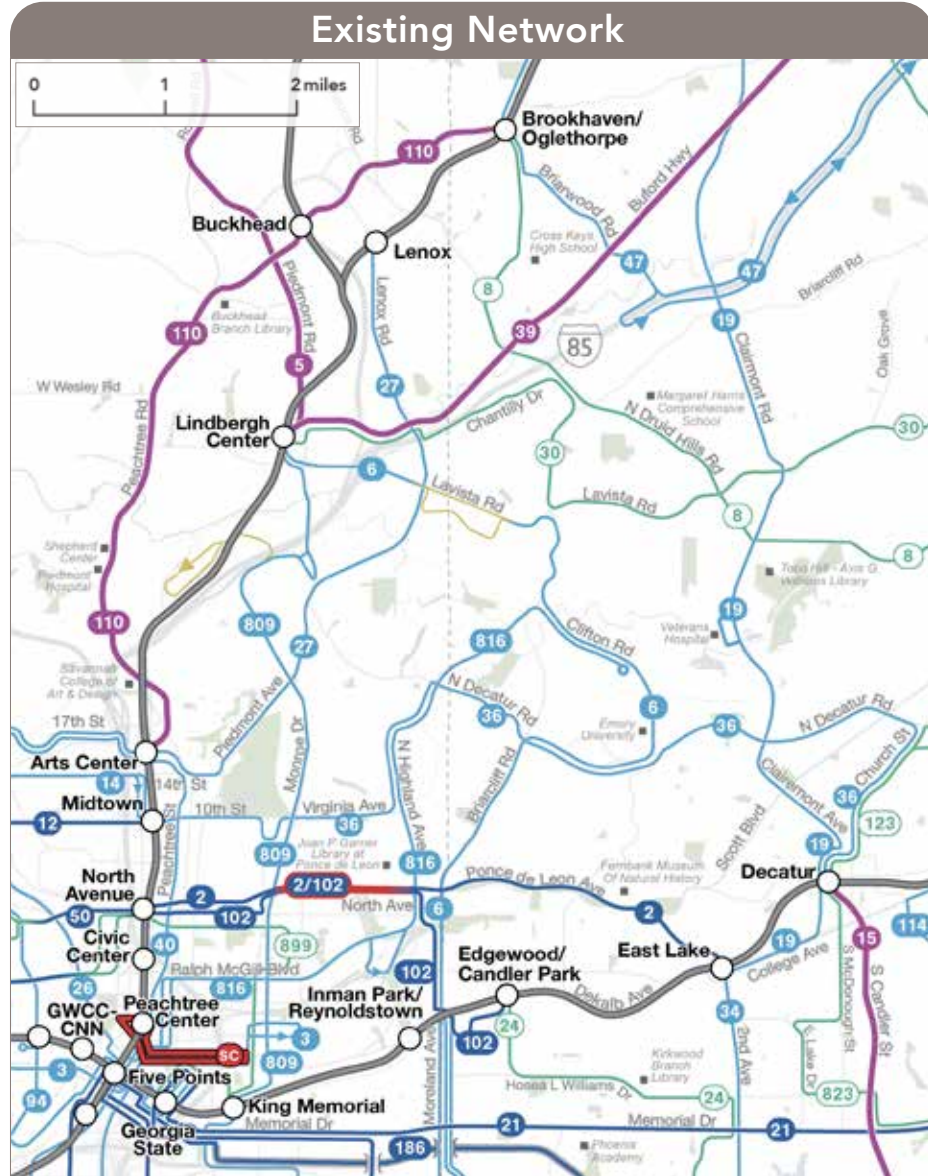 Existing Network
0 1 2 miles
Brookhaven/
Oglethorpe
110
Buford Hwy
Briarwood Rd
Buckhead
Lenox
Cross Keys
High School
47
47
Briarcliff Rd
8
Piedmont Rd
Lenox Rd
Buckhead
Branch Library
110
39
85
19
Oak Grove
5
Clairmont Rd
W Wesley Rd
27
Margaret Harris
Comprehensive
School
Chantilly Dr
N Druid Hills Rd
Peachtree Rd
Lindbergh
Center
30
30
6
Lavista Rd
Lavista Rd
8
8
Shepherd
Center
Piedmont
Hospital
Toco Hill - Avis G.
Williams Library
110
809
19
27
816
Clifton Rd
Veterans
Hospital
Savannah
College of
Art & Design
N Decatur Rd
36
6
Emory
University
36
N Decatur Rd
17th St
Piedmont Ave
Monroe Dr
N Highland Ave
Briarcliff Rd
Church St
Arts Center
14
14th St
Clairemont Ave
36
Midtown
10th St
Virginia Ave
36
12
Peachtree St
809
816
Scott Blvd
19
123
Ponce de Leon
North
Avenue
2
2/102
Ponce de Leon Ave
Fernbank Museum
Of Natural History
Decatur
50
102
North Ave
6
2
Civic
Center
40
899
East Lake
19
College Ave
15
114
26
Ralph McGill Blvd
816
102
Edgewood/
Candler Park
Dekalb Ave
S McDonough St
S Candler St
GWCC-
CNN
Peachtree
Center
Inman Park/
Reynoldstown
24
34
3
SC
3
809
102
Moreland Ave
Kirkwood
Branch
Library
2nd Ave
E Lake Dr
94
Five Points
Hosea L Williams Dr
24
823
King Memorial
Georgia
State
Memorial Dr
21
Memorial Dr
21
186
Phoenix
Academy